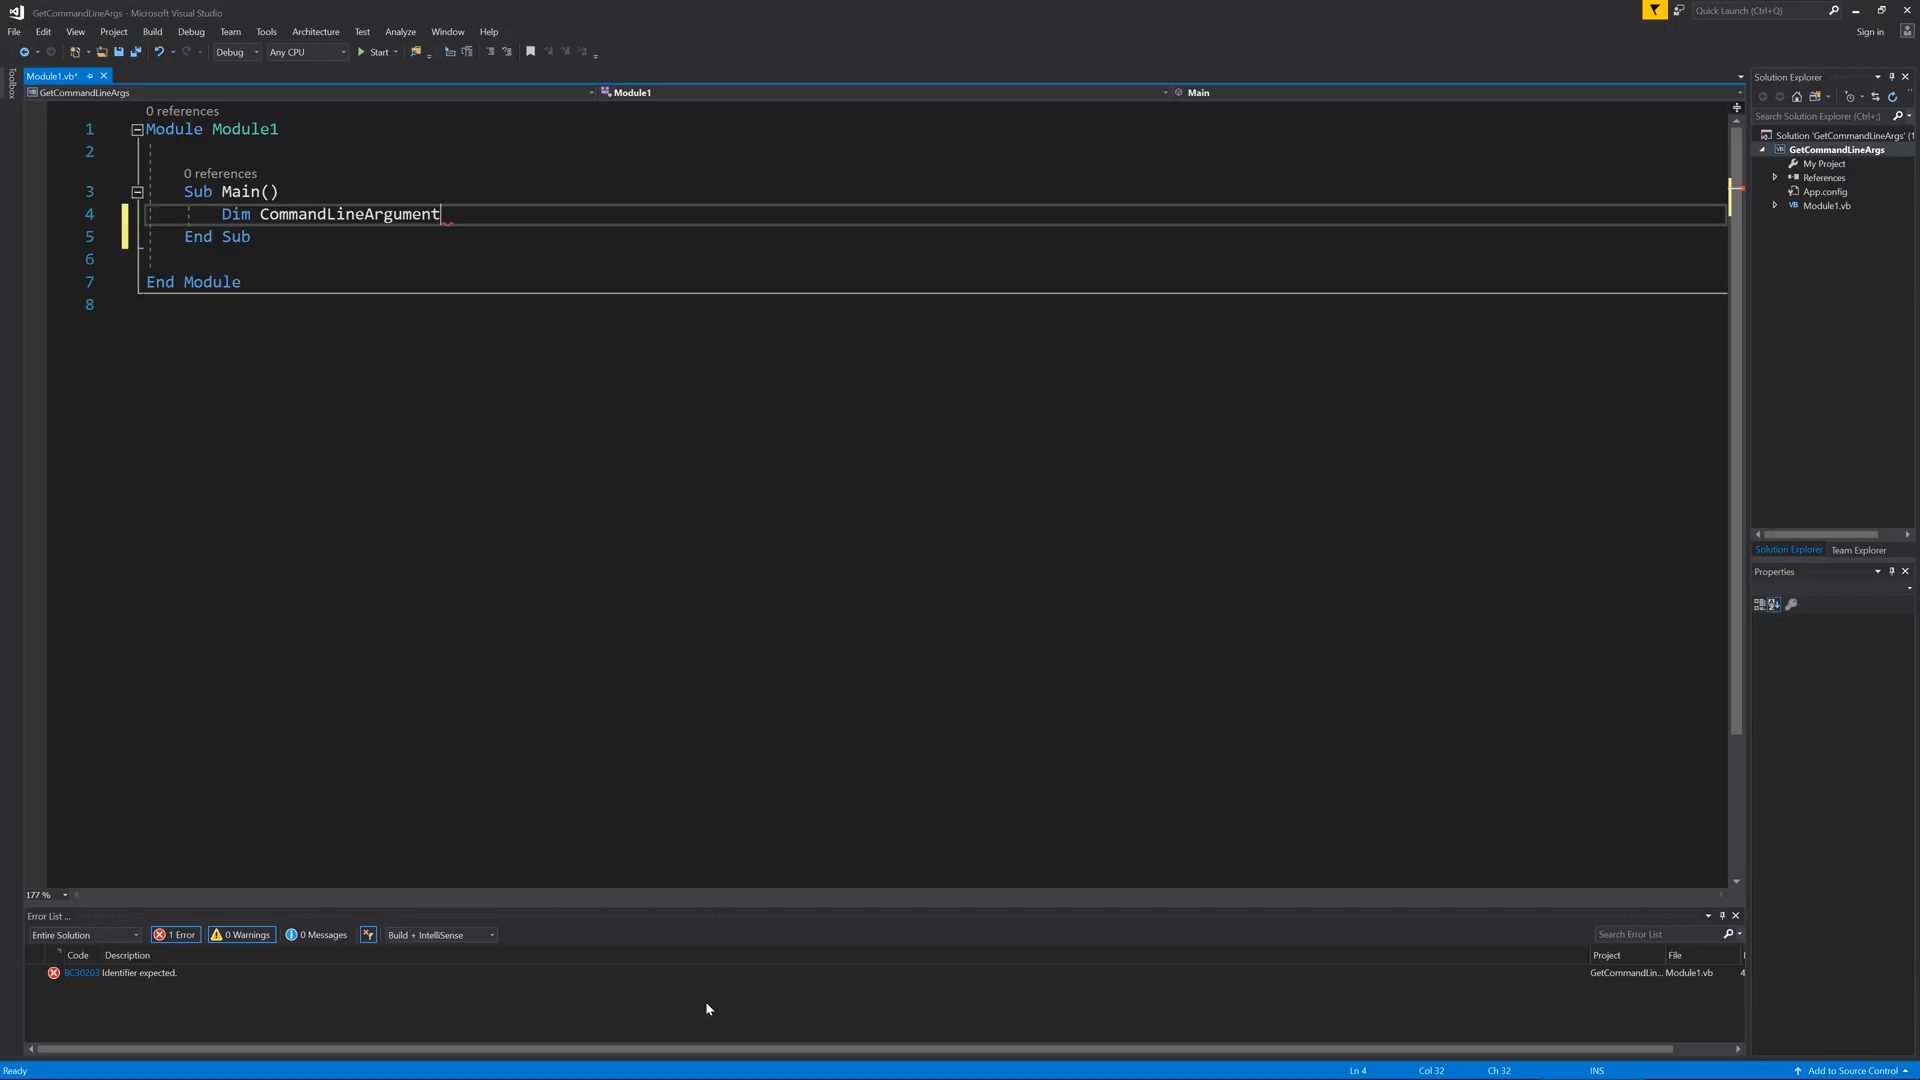 GetCommandLineArgs - Microsoft Visual Studio
Quick Launch (Ctrl+Q)
File Edit View Project Build Debug Team Tools Architecture Test Analyze Window Help
Sign in
Debug Any CPU Start
Toolbox
Module1.vb*
GetCommandLineArgs Module1 Main
0 references
1 Module Module1
2
0 references
3 Sub Main()
4 Dim CommandLineArgument
5 End Sub
6
7 End Module
8
177 %
Solution Explorer
Search Solution Explorer (Ctrl+;)
Solution 'GetCommandLineArgs' (1
GetCommandLineArgs
My Project
References
App.config
Module1.vb
Solution Explorer Team Explorer
Properties
Error List ...
Entire Solution 1 Error 0 Warnings 0 Messages Build + IntelliSense
Search Error List
Code Description Project File
BC30203 Identifier expected. GetCommandLin... Module1.vb 4
Ready Ln 4 Col 32 Ch 32 INS Add to Source Control